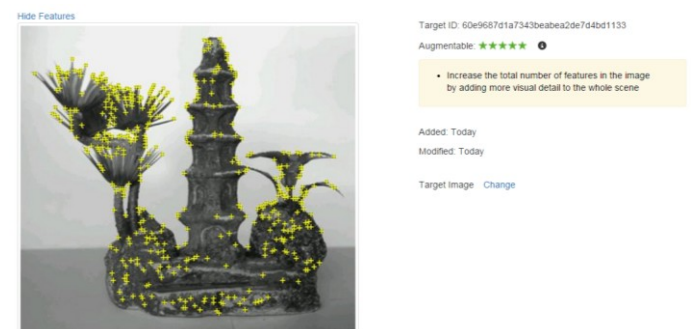 Hide Features
Target ID: 60e9687d1a7343beabea2de7d4bd1133
Augmentable: ★★★★★
Increase the total number of features in the image
by adding more visual detail to the whole scene
Added: Today
Modified: Today
Target Image Change